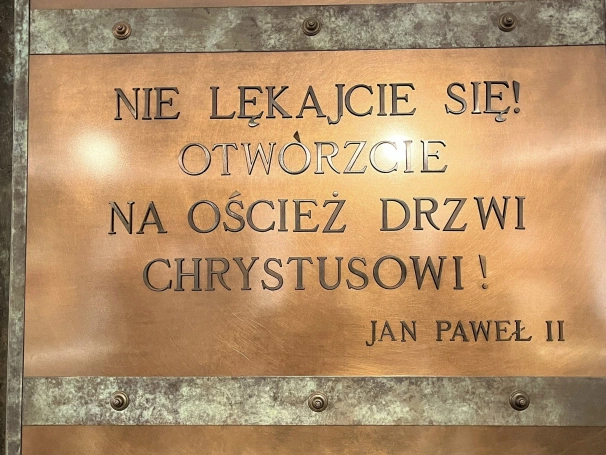 NIE LĘKAJCIE SIĘ!
OTWÓRZCIE
NA OŚCIEŻ DRZWI
CHRYSTUSOWI!
JAN PAWEŁ II